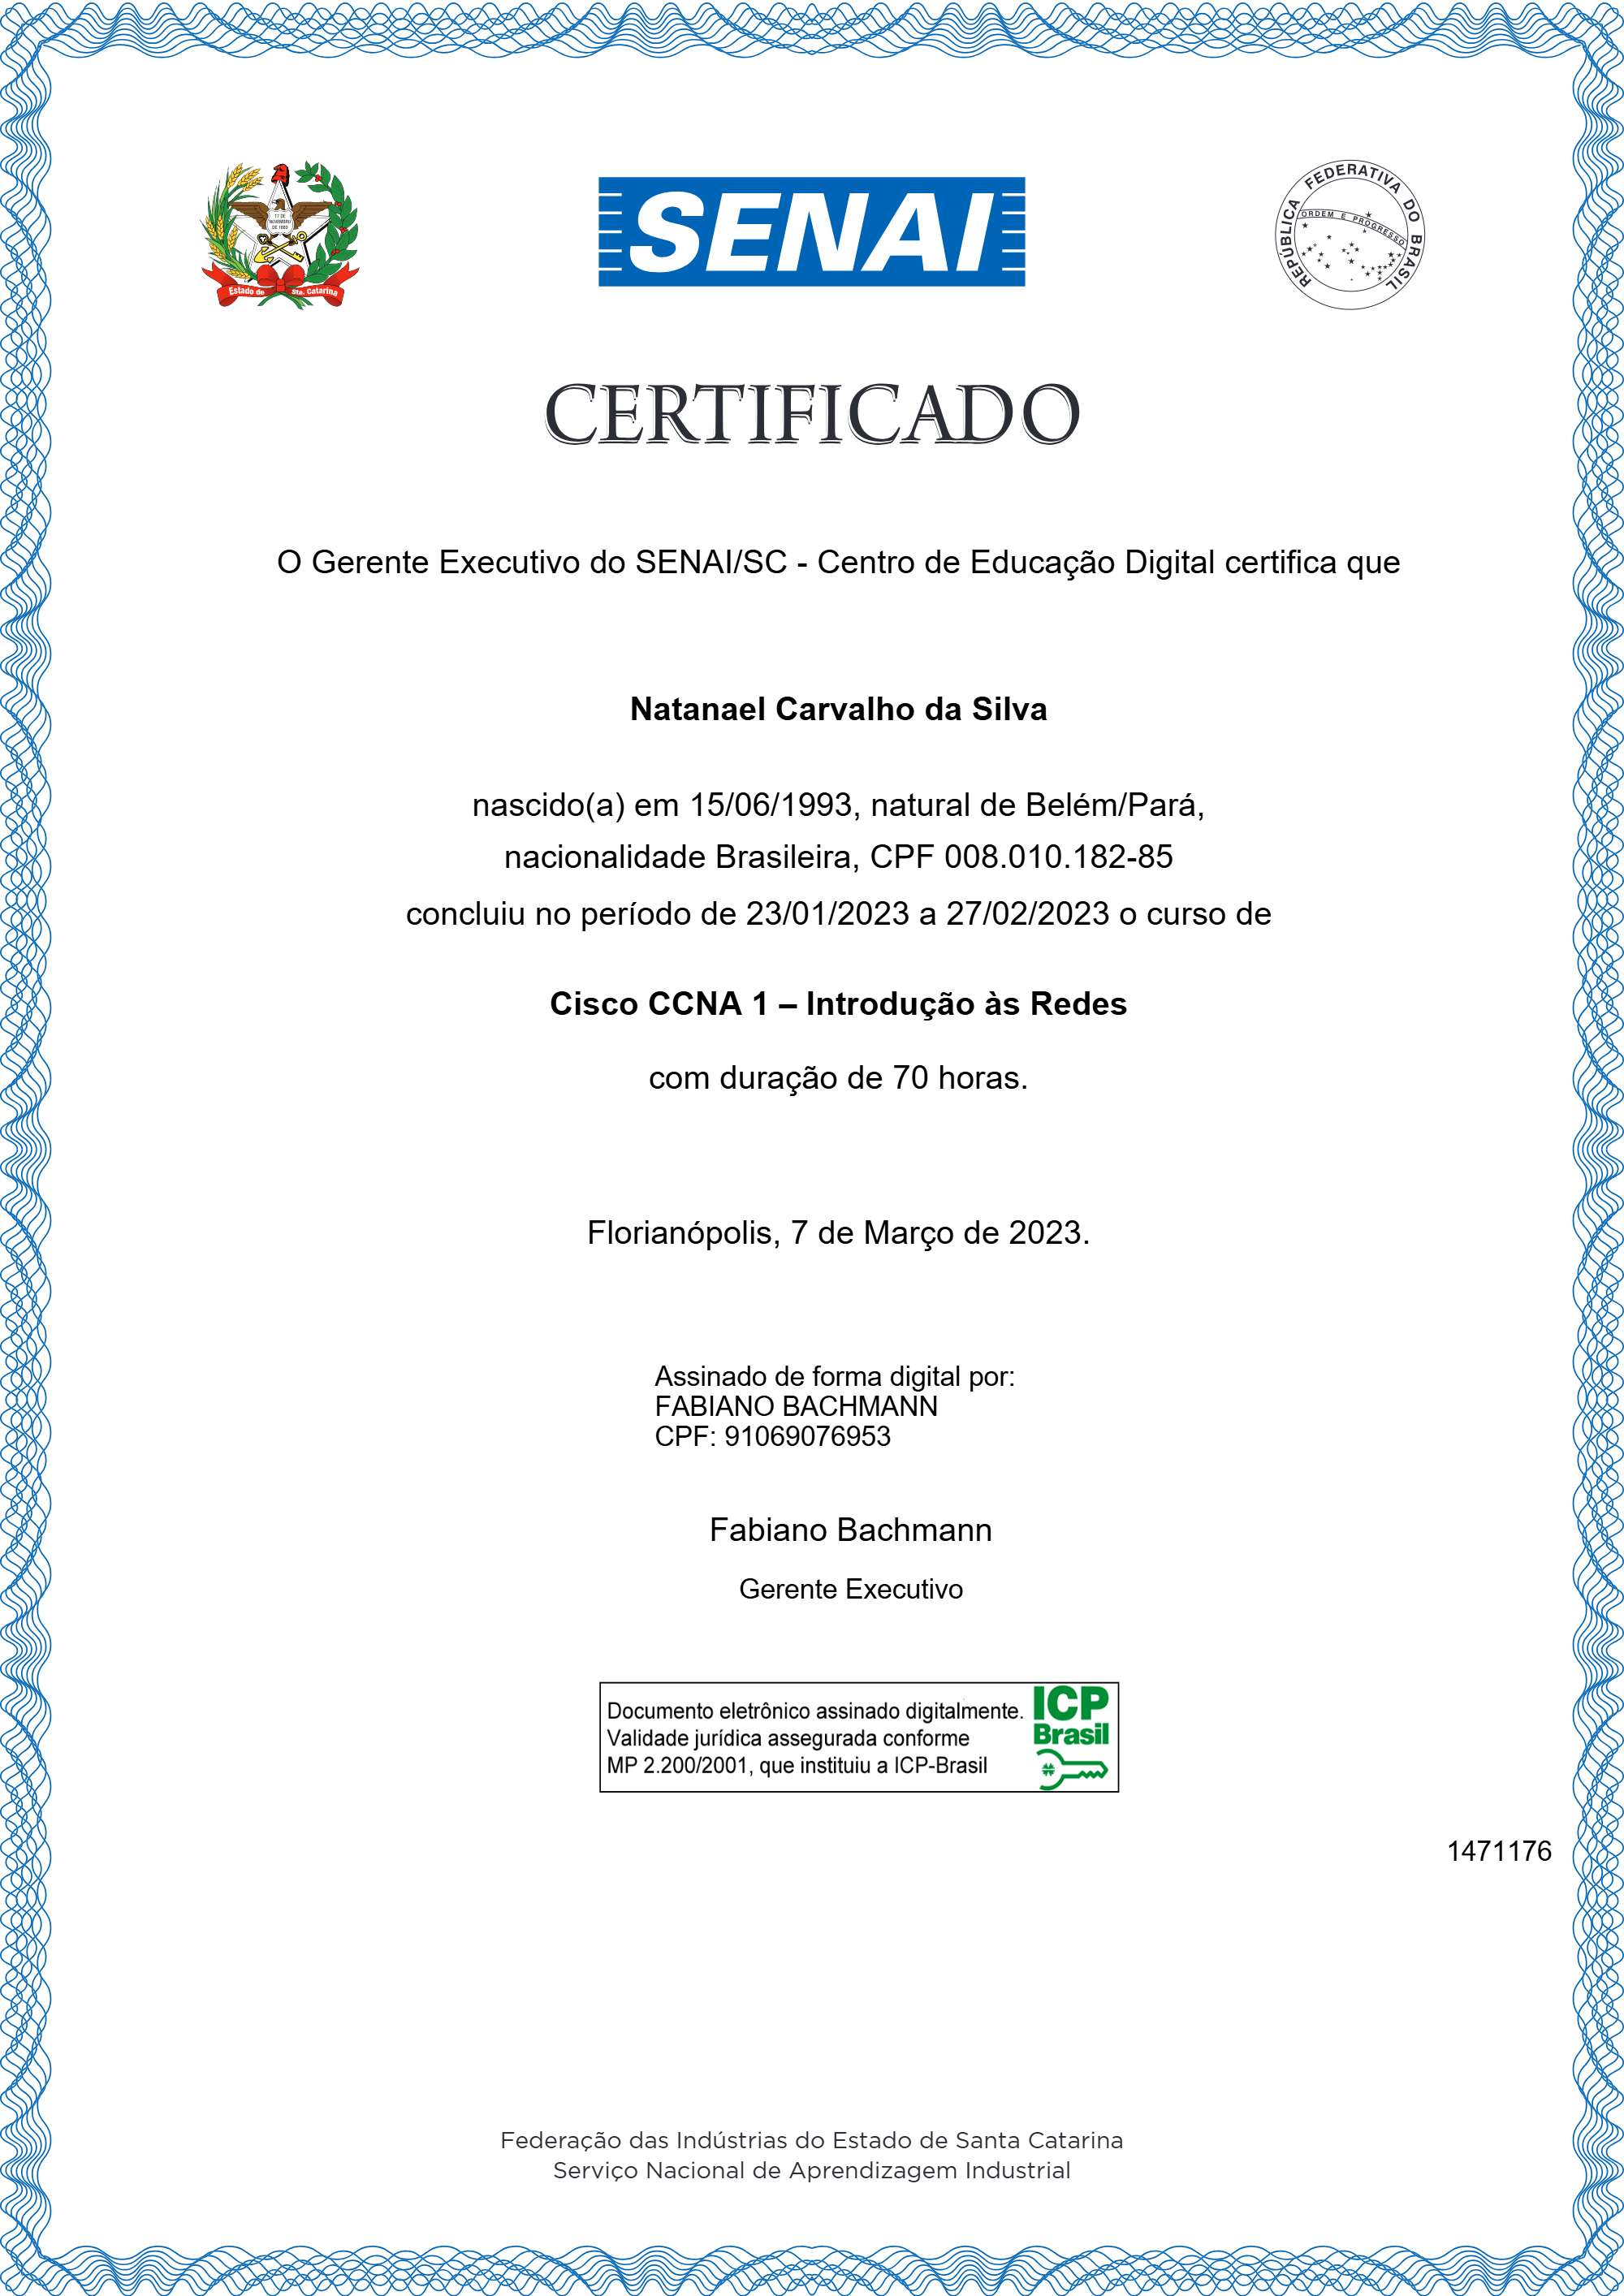 17 DE
NOVEMBRO
DE 1889
Estado de Sta. Catarina
SENAI
REPÚBLICA FEDERATIVA DO BRASIL
ORDEM E PROGRESSO
CERTIFICADO
O Gerente Executivo do SENAI/SC - Centro de Educação Digital certifica que
Natanael Carvalho da Silva
nascido(a) em 15/06/1993, natural de Belém/Pará,
nacionalidade Brasileira, CPF 008.010.182-85
concluiu no período de 23/01/2023 a 27/02/2023 o curso de
Cisco CCNA 1 – Introdução às Redes
com duração de 70 horas.
Florianópolis, 7 de Março de 2023.
Assinado de forma digital por:
FABIANO BACHMANN
CPF: 91069076953
Fabiano Bachmann
Gerente Executivo
Documento eletrônico assinado digitalmente.
Validade jurídica assegurada conforme
MP 2.200/2001, que instituiu a ICP-Brasil
ICP
Brasil
1471176
Federação das Indústrias do Estado de Santa Catarina
Serviço Nacional de Aprendizagem Industrial